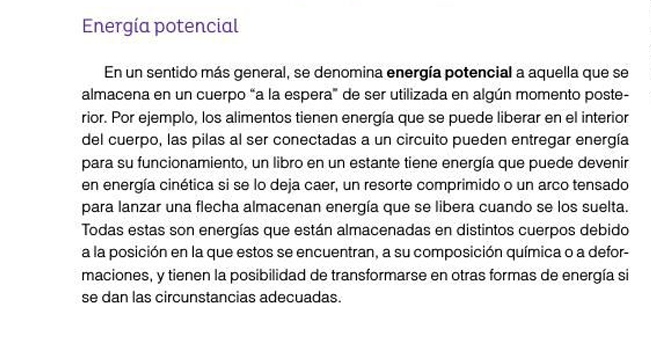 Energía potencial
En un sentido más general, se denomina energía potencial a aquella que se
almacena en un cuerpo “a la espera” de ser utilizada en algún momento poste-
rior. Por ejemplo, los alimentos tienen energía que se puede liberar en el interior
del cuerpo, las pilas al ser conectadas a un circuito pueden entregar energía
para su funcionamiento, un libro en un estante tiene energía que puede devenir
en energía cinética si se lo deja caer, un resorte comprimido o un arco tensado
para lanzar una flecha almacenan energía que se libera cuando se los suelta.
Todas estas son energías que están almacenadas en distintos cuerpos debido
a la posición en la que estos se encuentran, a su composición química o a defor-
maciones, y tienen la posibilidad de transformarse en otras formas de energía si
se dan las circunstancias adecuadas.